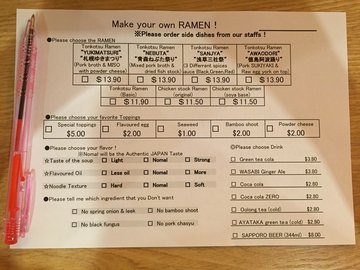 Make your own RAMEN !
※Please order side dishes from our staffs !
●Please choose the RAMEN
Tonkotsu Ramen Tonkotsu Ramen Tonkotsu Ramen Tonkotsu Ramen
"YUKIMATSURI" "NEBUTA" "SANJYA" "AWAODORI"
"札幌ゆきまつり" "青森ねぶた祭り" "浅草三社祭" "徳島阿波踊り"
(Pork broth & MISO (Mixed pork broth & (3 Different spices (Pork SUKIYAKI &
with powder cheese) dried fish stock) sauce:Black,Green,Red) Raw egg york on top)
□ $13.90 □ $13.90 □ $13.90 □ $13.90
Tonkotsu Ramen Chicken stock Ramen Chicken stock Ramen
(Basic) (original) (soya base)
□ $11.90 □ $11.50 □ $11.50
●Please choose your favorite Toppings
□ Special toppings □ Flavoured egg □ Seaweed □ Bamboo shoot □ Powder cheese
$5.00 $2.00 $1.00 $2.00 $2.00
●Please choose your flavor !
※Nomal will be the Authentic JAPAN Taste
☆Taste of the soup □ Light □ Nomal □ Strong
☆Flavoured Oil □ Less oil □ Nomal □ More
☆Noodle Texture □ Hard □ Nomal □ Soft
●Please tell me which ingredient that you Don't want
□ No spring onion & leek □ No bamboo shoot
□ No black fungus □ No pork chasyu
□Please choose Drink
□ Green tea cold $2.80
□ WASABI Ginger Ale $3.80
□ Coca cola $2.80
□ Coca cola ZERO $2.80
□ Oolong tea (cold) $2.80
□ AYATAKA green tea (cold) $2.80
□ SAPPORO BEER (344ml) $8.00